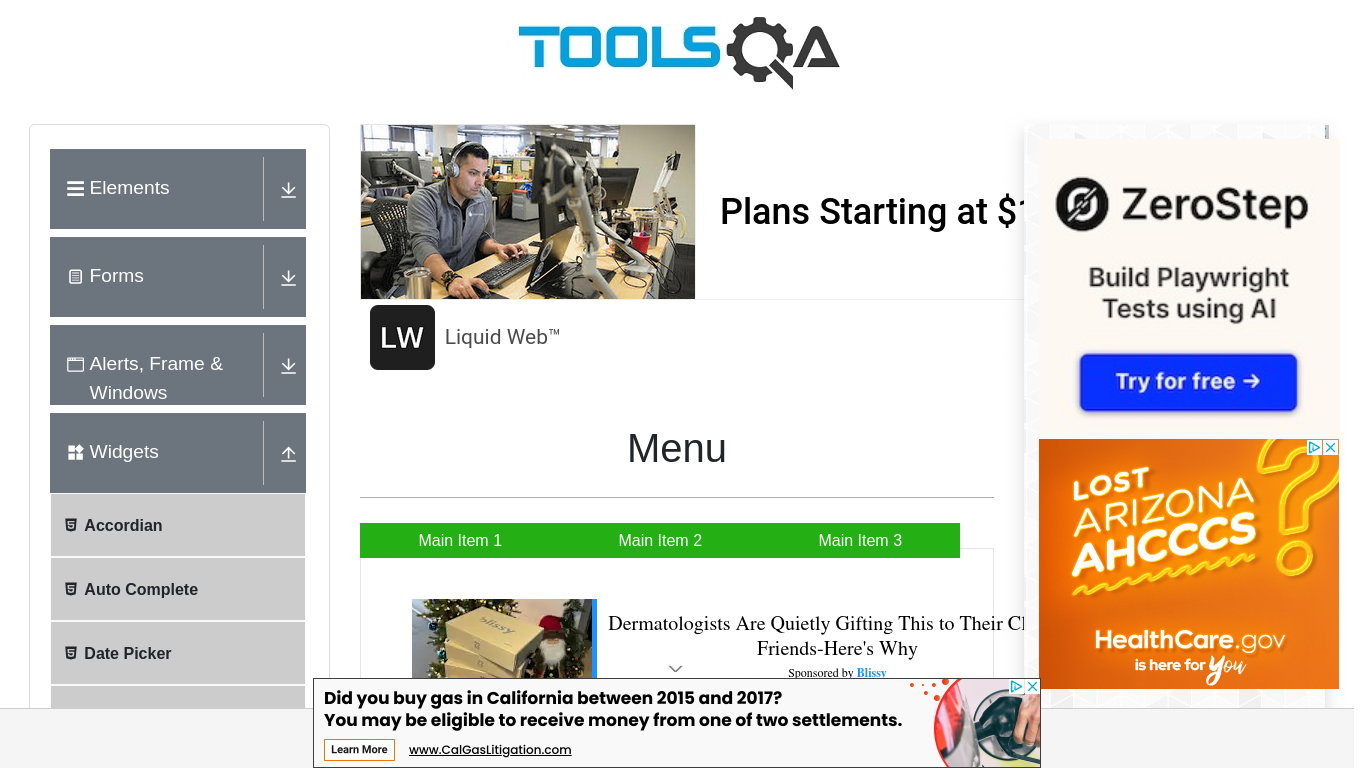 TOOLSQA
Elements
Forms
Alerts, Frame &
Windows
Widgets
Accordian
Auto Complete
Date Picker
Plans Starting at $1
LW
Liquid Web™
Menu
Main Item 1
Main Item 2
Main Item 3
blissy
Dermatologists Are Quietly Gifting This to Their
Friends-Here's Why
Sponsored by Blissy
ZeroStep
Build Playwright
Tests using AI
Try for free →
LOST
ARIZONA
AHCCCS?
HealthCare.gov
is here for You
Did you buy gas in California between 2015 and 2017?
You may be eligible to receive money from one of two settlements.
Learn More
www.CalGasLitigation.com